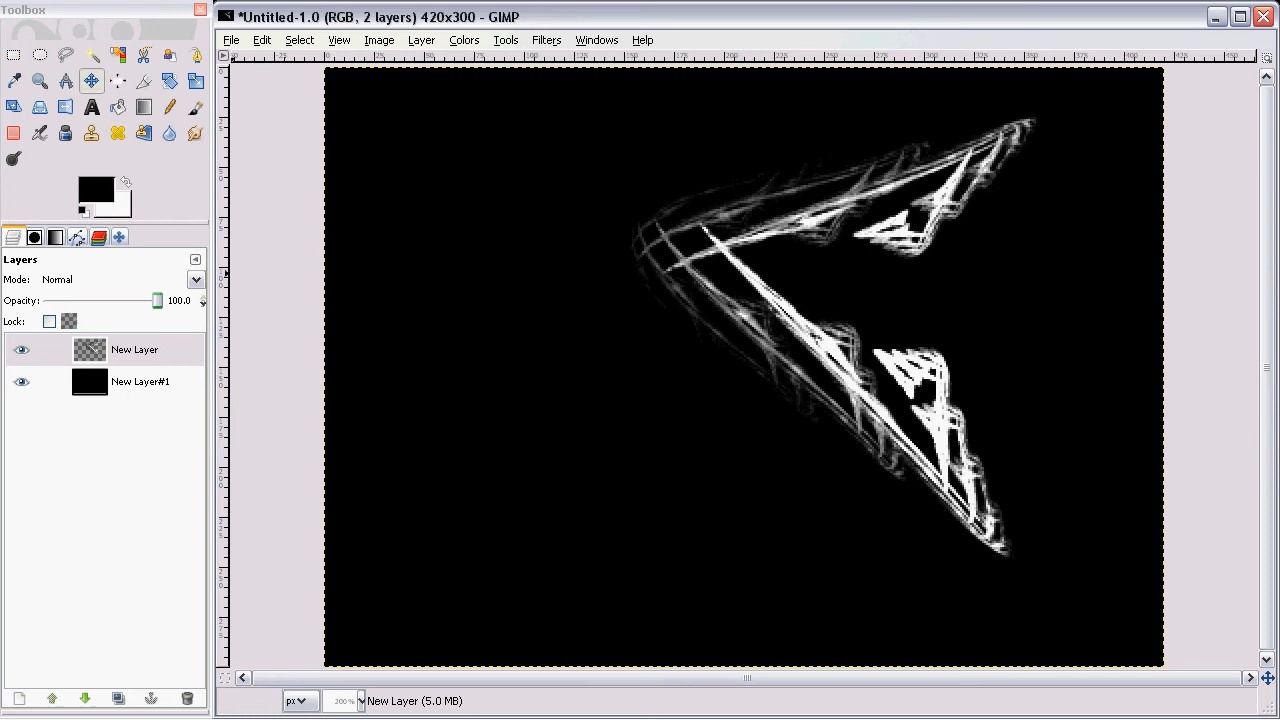 Toolbox
*Untitled-1.0 (RGB, 2 layers) 420x300 - GIMP
File Edit Select View Image Layer Colors Tools Filters Windows Help
Layers
Mode: Normal
Opacity: 100.0
Lock:
New Layer
New Layer#1
px 200% New Layer (5.0 MB)